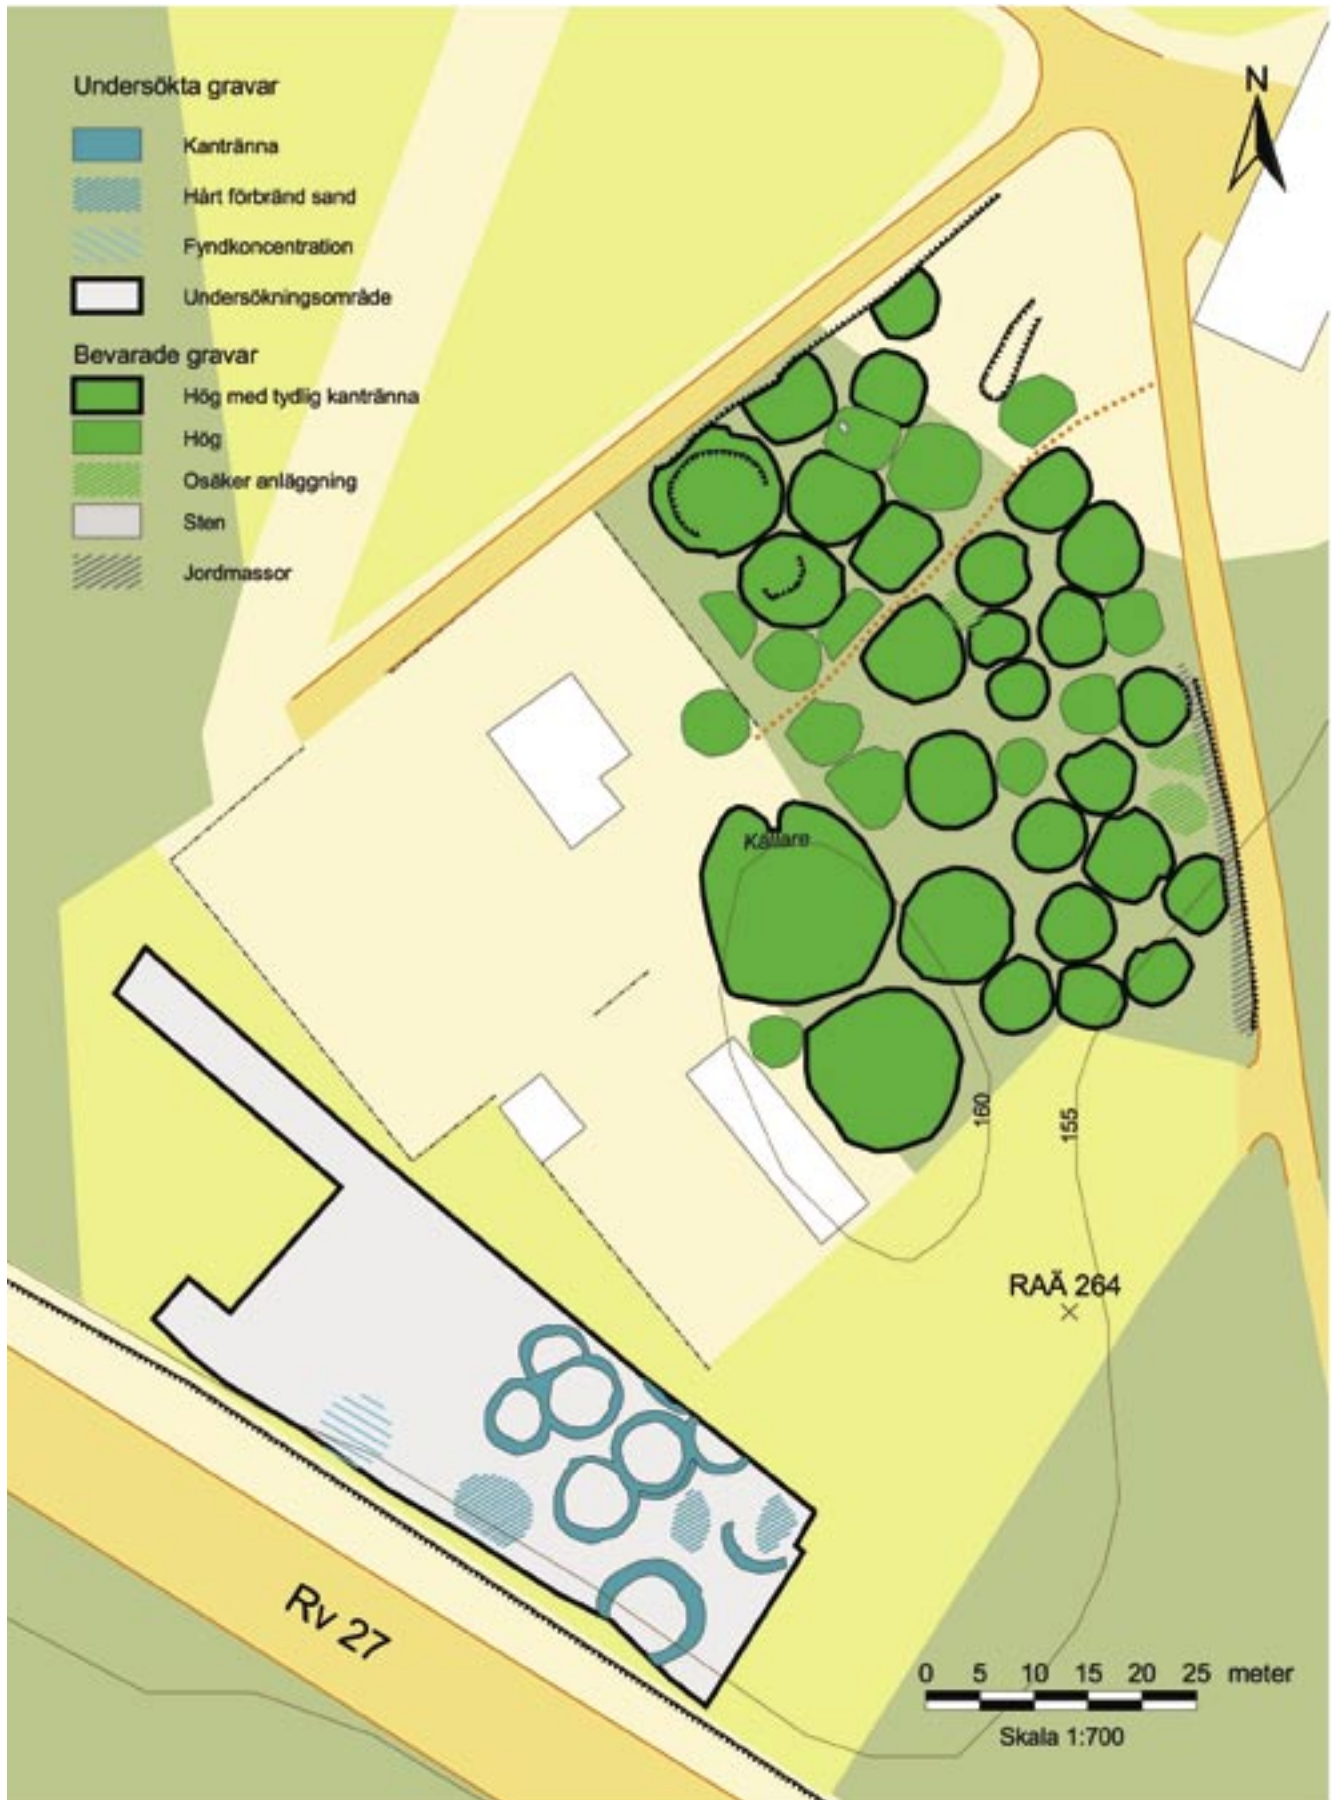 Undersökta gravar
Kantränna
Hårt förbränd sand
Fyndkoncentration
Undersökningsområde
Bevarade gravar
Hög med tydlig kantränna
Hög
Osäker anläggning
Sten
Jordmassor
N
Källare
160
155
RAÄ 264
Rv 27
0 5 10 15 20 25 meter
Skala 1:700